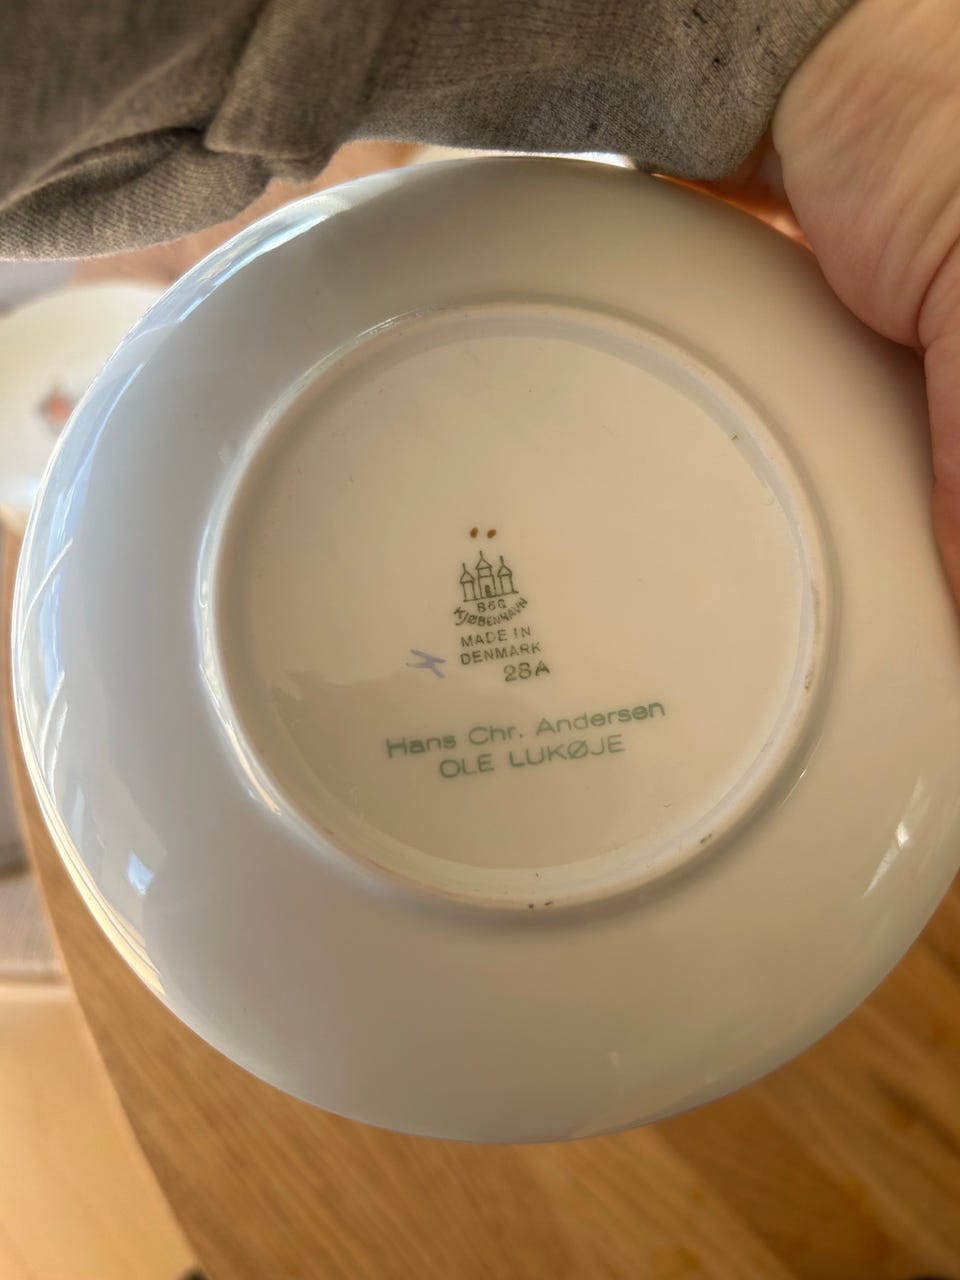 B&G
KJØBENHAVN
MADE IN
DENMARK
28A
Hans Chr. Andersen
OLE LUKØJE